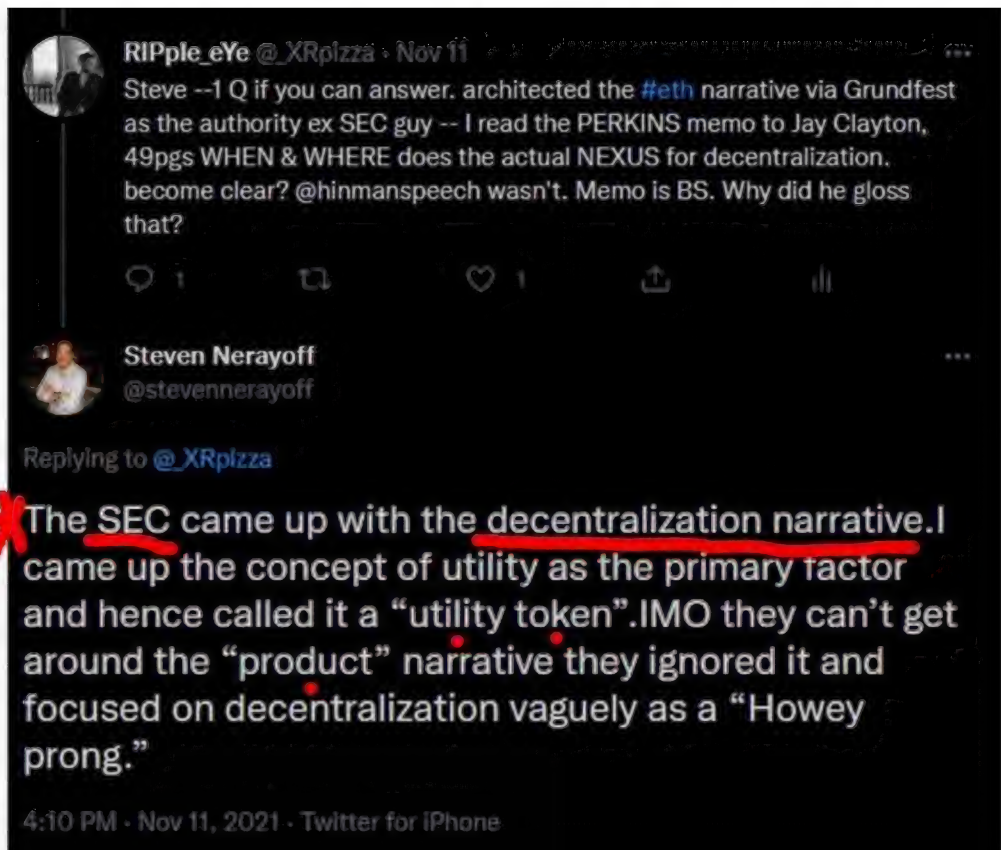 RIPple_eYe @_XRpizza · Nov 11
Steve --1 Q if you can answer. architected the #eth narrative via Grundfest
as the authority ex SEC guy -- I read the PERKINS memo to Jay Clayton,
49pgs WHEN & WHERE does the actual NEXUS for decentralization.
become clear? @hinmanspeech wasn't. Memo is BS. Why did he gloss
that?
1 1
Steven Nerayoff
@stevennerayoff
Replying to @_XRpizza
The SEC came up with the decentralization narrative.I
came up the concept of utility as the primary factor
and hence called it a “utility token”.IMO they can’t get
around the “product” narrative they ignored it and
focused on decentralization vaguely as a “Howey
prong.”
4:10 PM · Nov 11, 2021 · Twitter for iPhone